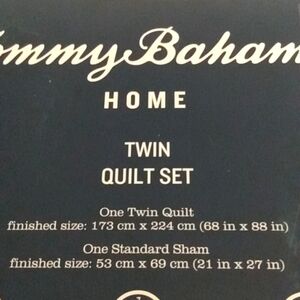 ommy Baham
HOME
TWIN
QUILT SET
One Twin Quilt
finished size: 173 cm x 224 cm (68 in x 88 in)
One Standard Sham
finished size: 53 cm x 69 cm (21 in x 27 in)